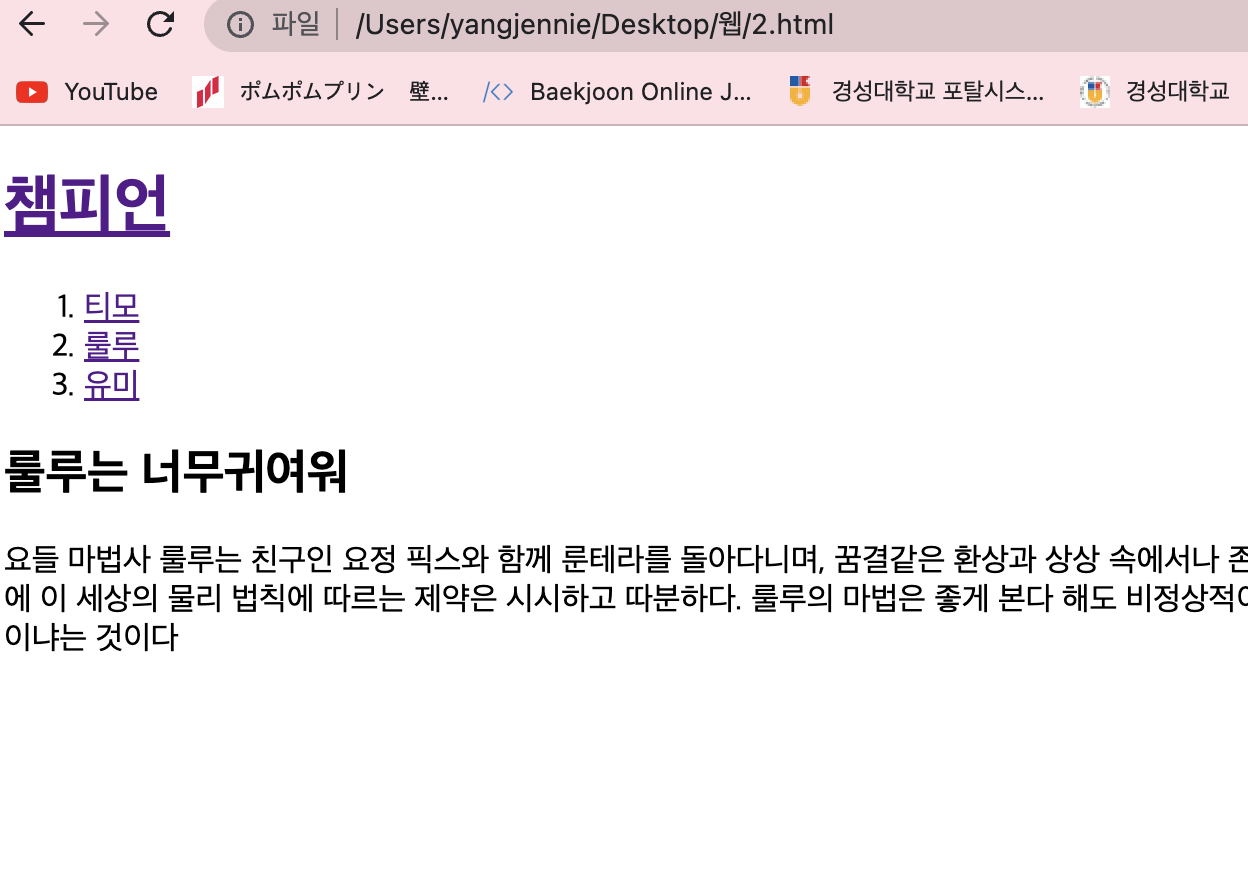 파일 /Users/yangjennie/Desktop/웹/2.html
YouTube ポムポムプリン 壁... Baekjoon Online J... 경성대학교 포탈시스... 경성대학교
챔피언
1. 티모
2. 룰루
3. 유미
룰루는 너무귀여워
요들 마법사 룰루는 친구인 요정 픽스와 함께 룬테라를 돌아다니며, 꿈결같은 환상과 상상 속에서나 존
에 이 세상의 물리 법칙에 따르는 제약은 시시하고 따분하다. 룰루의 마법은 좋게 본다 해도 비정상적이
이냐는 것이다